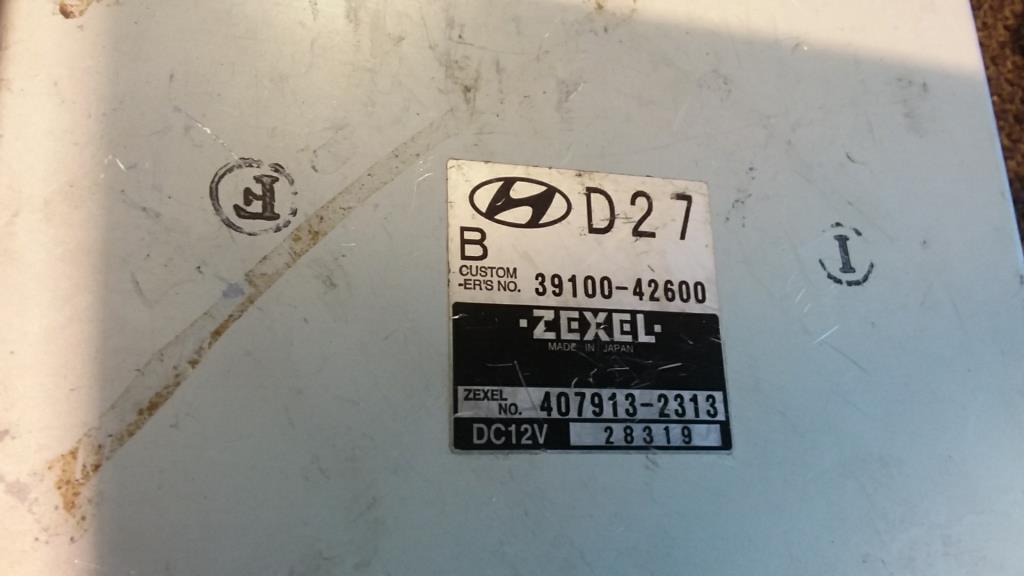 D27
B
CUSTOM
-ER'S NO. 39100-42600
·ZEXEL·
MADE IN JAPAN
ZEXEL
NO. 407913-2313
DC12V 28319
F
I